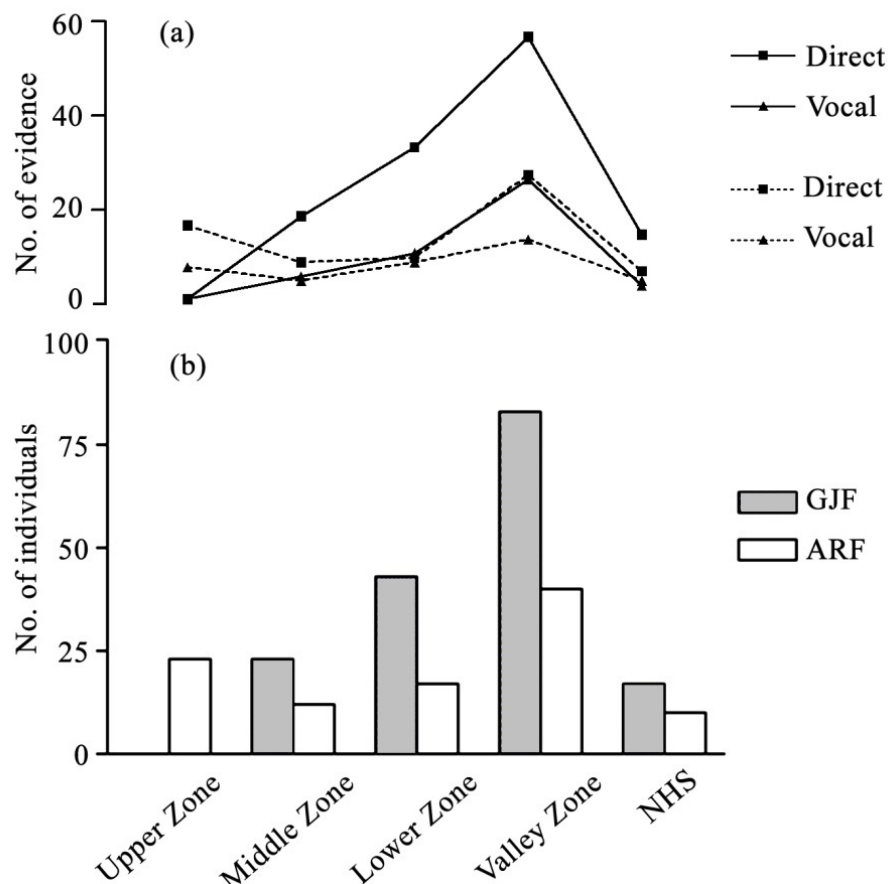 (a)
No. of evidence
60
40
20
0
Direct
Vocal
Direct
Vocal
(b)
No. of individuals
100
75
50
25
0
GJF
ARF
Upper Zone
Middle Zone
Lower Zone
Valley Zone
NHS